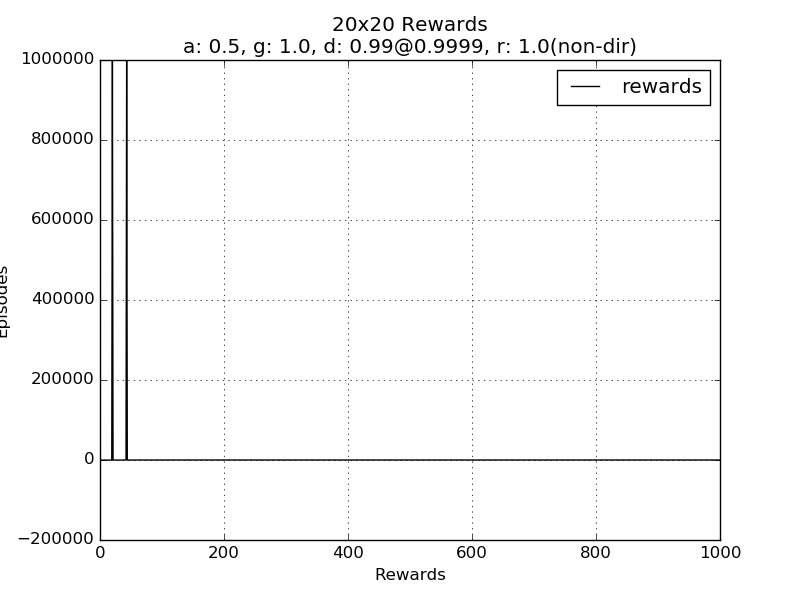 20x20 Rewards
a: 0.5, g: 1.0, d: 0.99@0.9999, r: 1.0(non-dir)
rewards
1000000
800000
600000
400000
200000
0
−200000
Episodes
0 200 400 600 800 1000
Rewards